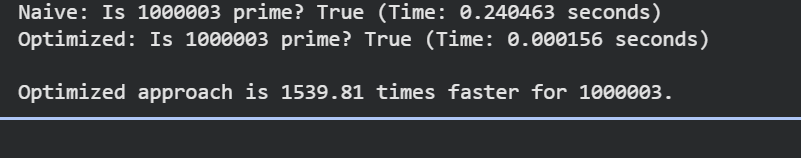 Naive: Is 1000003 prime? True (Time: 0.240463 seconds)
Optimized: Is 1000003 prime? True (Time: 0.000156 seconds)
Optimized approach is 1539.81 times faster for 1000003.